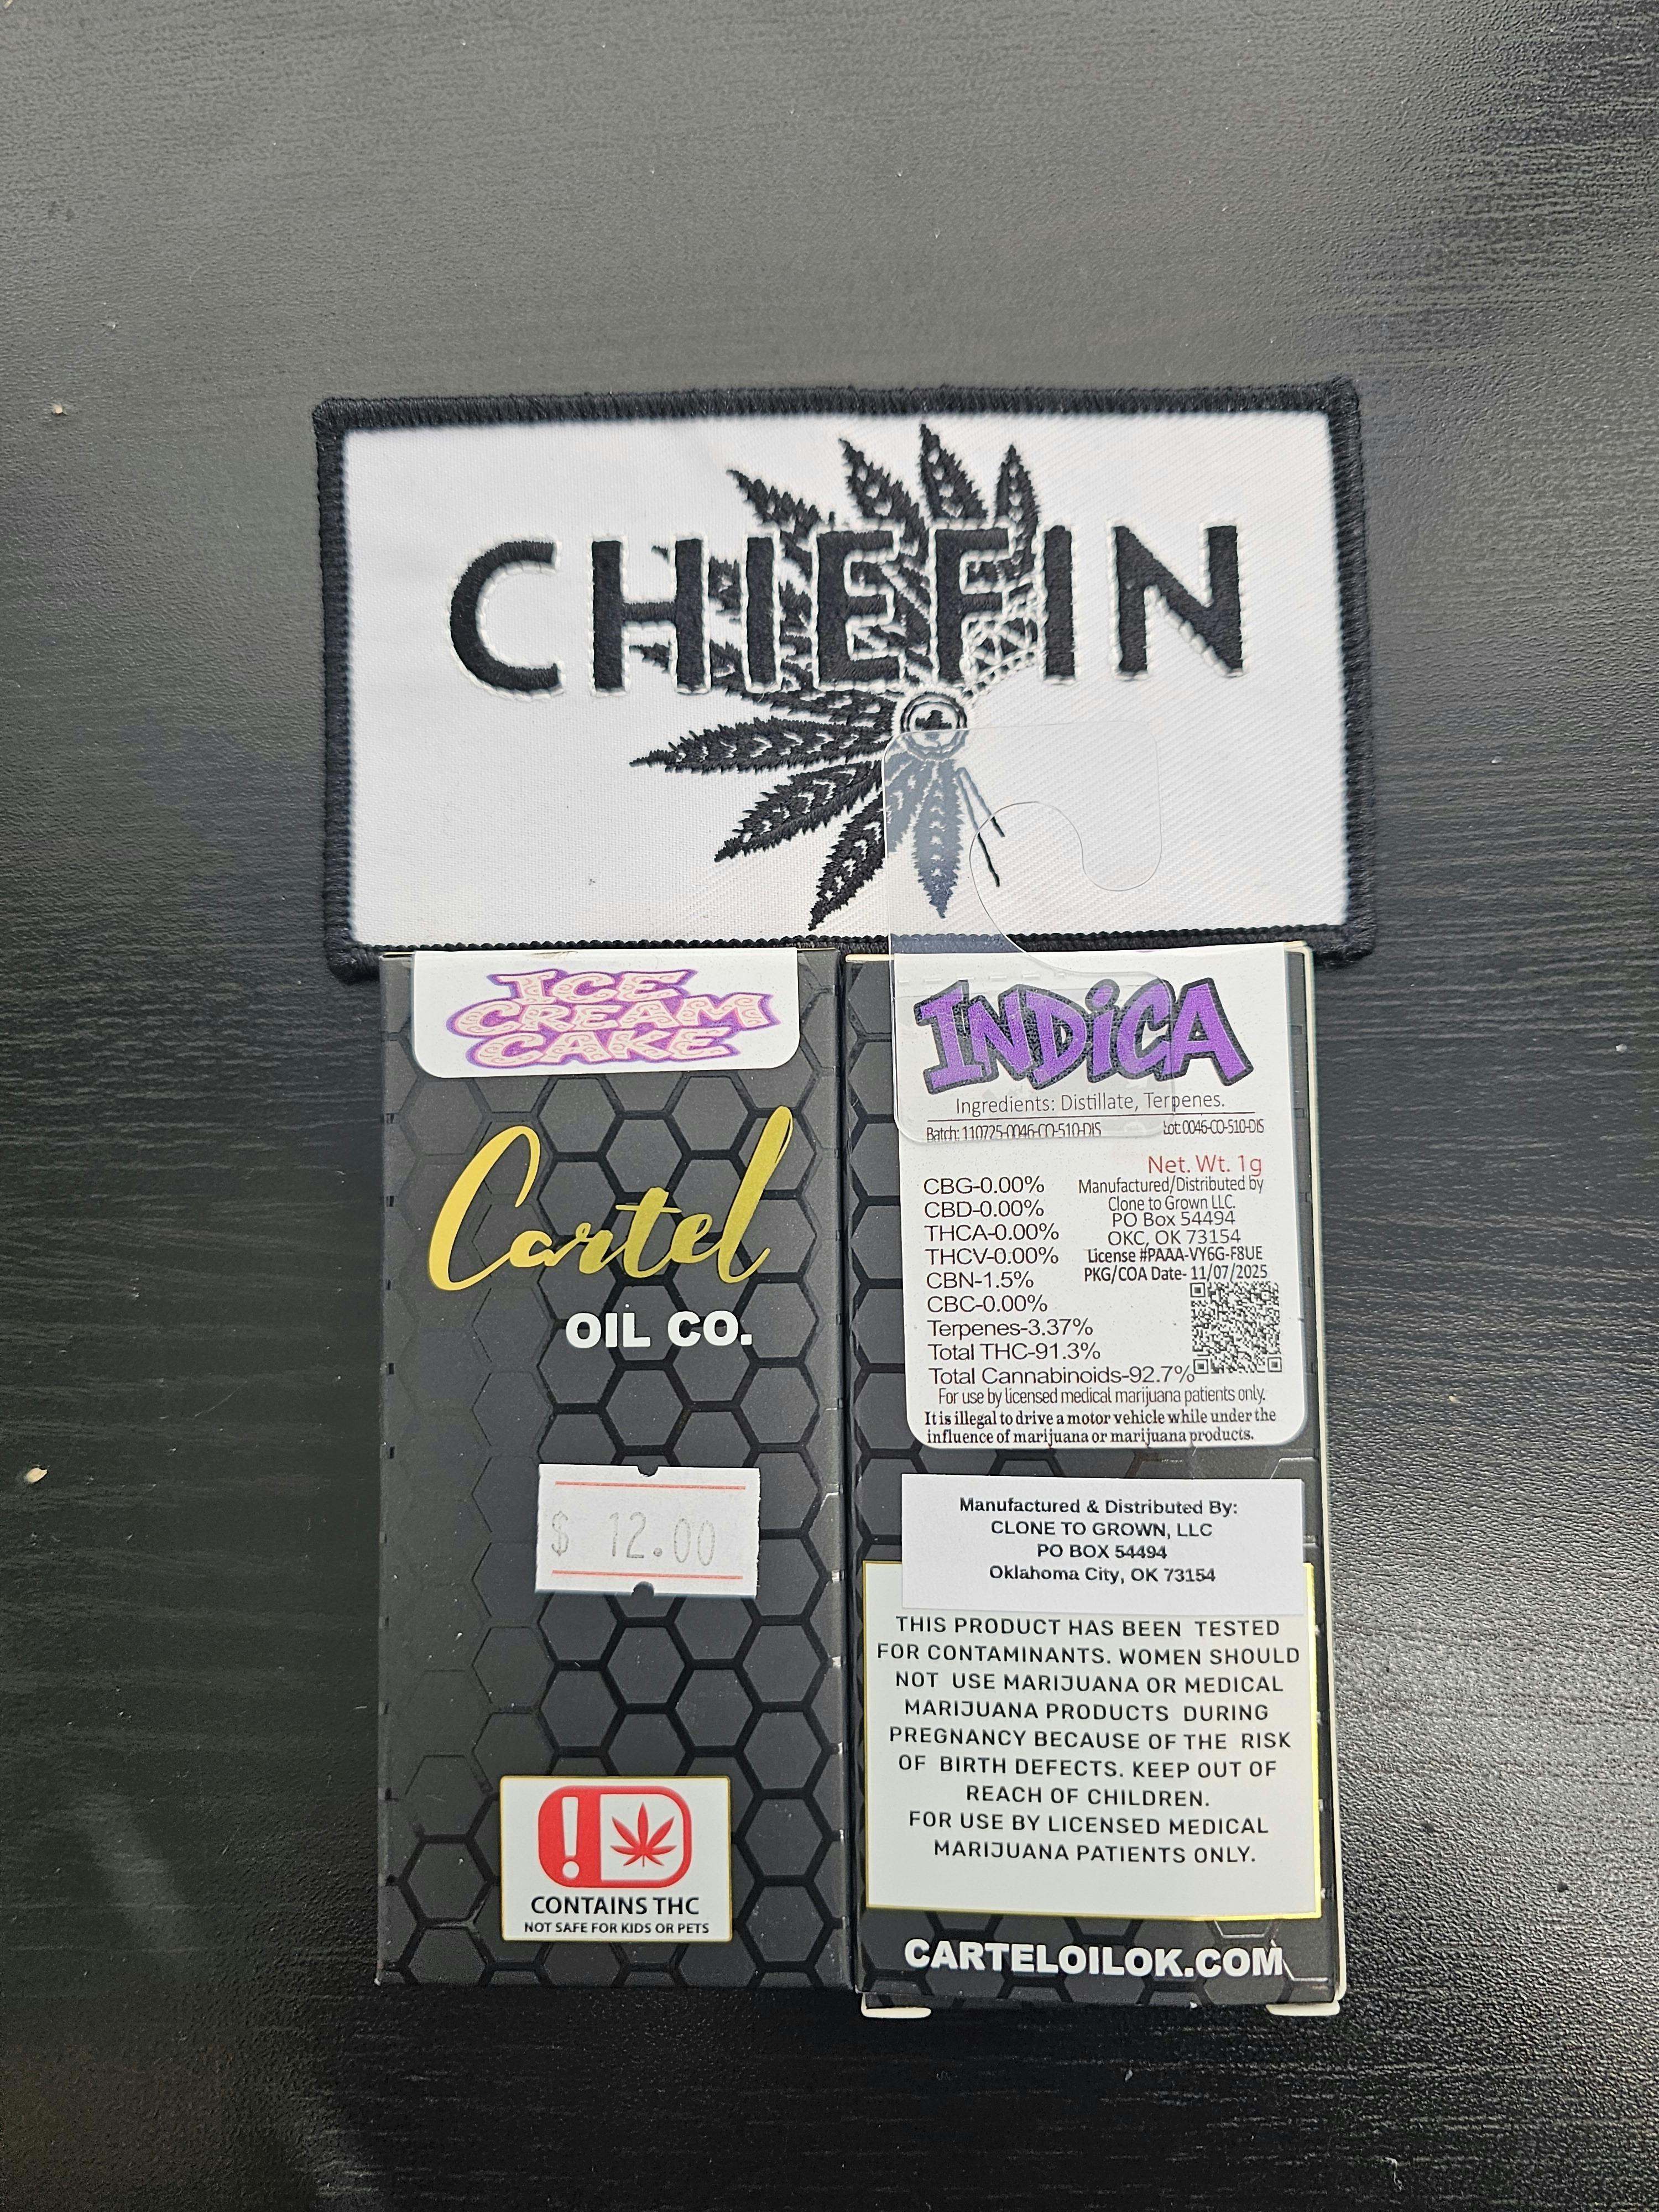 CHIEFIN
ICE
CREAM
CAKE
Cartel
OIL CO.
$ 12.00
CONTAINS THC
NOT SAFE FOR KIDS OR PETS
INDICA
Ingredients: Distillate, Terpenes.
Batch: 110725-0046-CO-510-DIS Lot: 0046-CO-510-DIS
Net. Wt. 1g
CBG-0.00%
CBD-0.00%
THCA-0.00%
THCV-0.00%
CBN-1.5%
CBC-0.00%
Terpenes-3.37%
Total THC-91.3%
Total Cannabinoids-92.7%
Manufactured/Distributed by
Clone to Grown LLC.
PO Box 54494
OKC, OK 73154
License #PAAA-VY6G-F8UE
PKG/COA Date- 11/07/2025
For use by licensed medical marijuana patients only.
It is illegal to drive a motor vehicle while under the
influence of marijuana or marijuana products.
Manufactured & Distributed By:
CLONE TO GROWN, LLC
PO BOX 54494
Oklahoma City, OK 73154
THIS PRODUCT HAS BEEN TESTED
FOR CONTAMINANTS. WOMEN SHOULD
NOT USE MARIJUANA OR MEDICAL
MARIJUANA PRODUCTS DURING
PREGNANCY BECAUSE OF THE RISK
OF BIRTH DEFECTS. KEEP OUT OF
REACH OF CHILDREN.
FOR USE BY LICENSED MEDICAL
MARIJUANA PATIENTS ONLY.
CARTELOILOK.COM